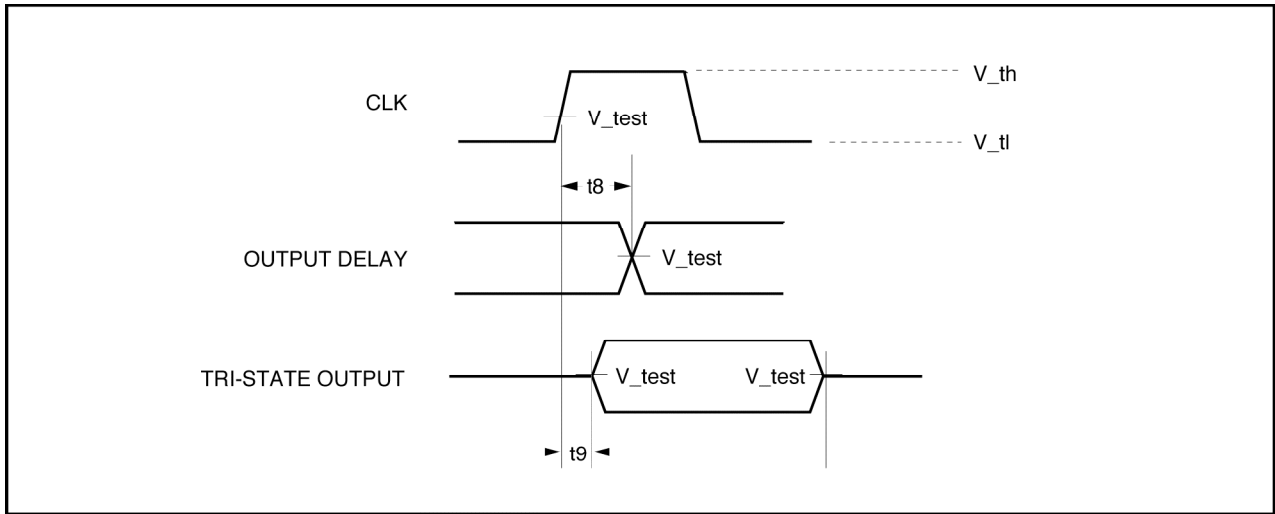 V_th
CLK
V_test
V_tl
t8
OUTPUT DELAY
V_test
TRI-STATE OUTPUT
V_test
V_test
t9